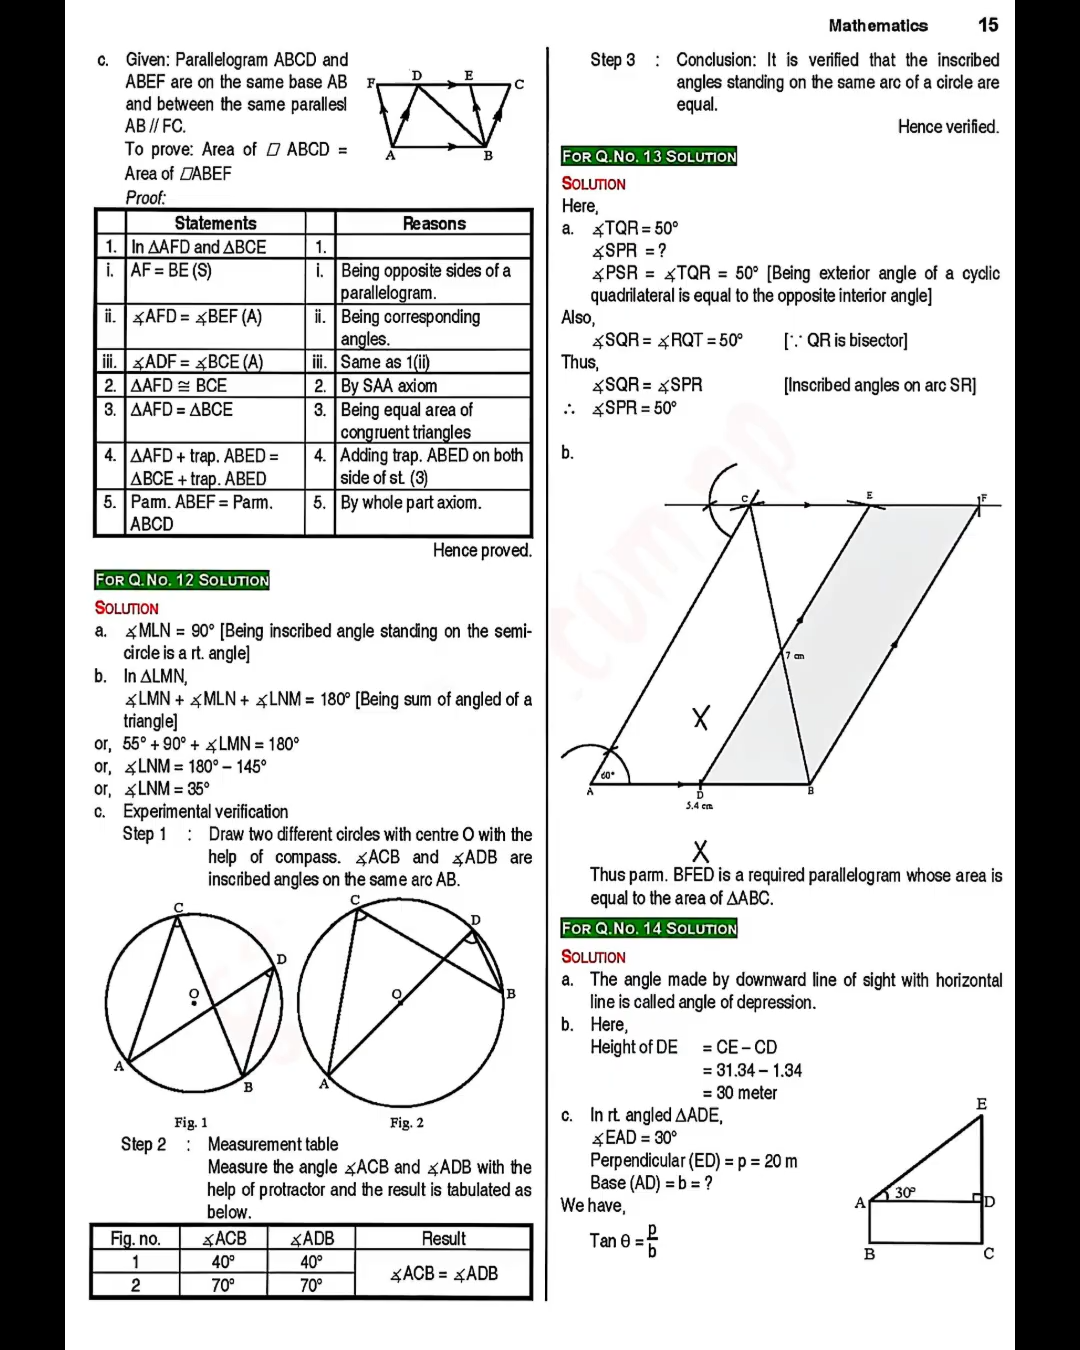 Mathematics 15
c. Given: Parallelogram ABCD and
ABEF are on the same base AB
and between the same parallesl
AB // FC.
To prove: Area of ▱ ABCD =
Area of ▱ABEF
F D E C
A B
Proof:
Statements Reasons
1. In ΔAFD and ΔBCE 1.
i. AF = BE (S) i. Being opposite sides of a
parallelogram.
ii. ∡AFD = ∡BEF (A) ii. Being corresponding
angles.
iii. ∡ADF = ∡BCE (A) iii. Same as 1(ii)
2. ΔAFD ≅ BCE 2. By SAA axiom
3. ΔAFD = ΔBCE 3. Being equal area of
congruent triangles
4. ΔAFD + trap. ABED = 4. Adding trap. ABED on both
ΔBCE + trap. ABED side of st. (3)
5. Parm. ABEF = Parm. 5. By whole part axiom.
ABCD
Hence proved.
FOR Q.NO. 12 SOLUTION
SOLUTION
a. ∡MLN = 90° [Being inscribed angle standing on the semi-
circle is a rt. angle]
b. In ΔLMN,
∡LMN + ∡MLN + ∡LNM = 180° [Being sum of angled of a
triangle]
or, 55° + 90° + ∡LMN = 180°
or, ∡LNM = 180° – 145°
or, ∡LNM = 35°
c. Experimental verification
Step 1 : Draw two different circles with centre O with the
help of compass. ∡ACB and ∡ADB are
inscribed angles on the same arc AB.
C D O A B
C D O B A
Fig. 1 Fig. 2
Step 2 : Measurement table
Measure the angle ∡ACB and ∡ADB with the
help of protractor and the result is tabulated as
below.
Fig. no. ∡ACB ∡ADB Result
1 40° 40° ∡ACB = ∡ADB
2 70° 70°
Step 3 : Conclusion: It is verified that the inscribed
angles standing on the same arc of a circle are
equal.
Hence verified.
FOR Q.NO. 13 SOLUTION
SOLUTION
Here,
a. ∡TQR = 50°
∡SPR = ?
∡PSR = ∡TQR = 50° [Being exterior angle of a cyclic
quadrilateral is equal to the opposite interior angle]
Also,
∡SQR = ∡RQT = 50° [∵ QR is bisector]
Thus,
∡SQR = ∡SPR [Inscribed angles on arc SR]
∴ ∡SPR = 50°
b.
C E F
7 cm
60°
A D B
5.4 cm
Thus parm. BFED is a required parallelogram whose area is
equal to the area of ΔABC.
FOR Q.NO. 14 SOLUTION
SOLUTION
a. The angle made by downward line of sight with horizontal
line is called angle of depression.
b. Here,
Height of DE = CE – CD
= 31.34 – 1.34
= 30 meter
c. In rt. angled ΔADE,
∡EAD = 30°
Perpendicular (ED) = p = 20 m
Base (AD) = b = ?
We have,
Tan θ = p/b
E
A 30° D
B C